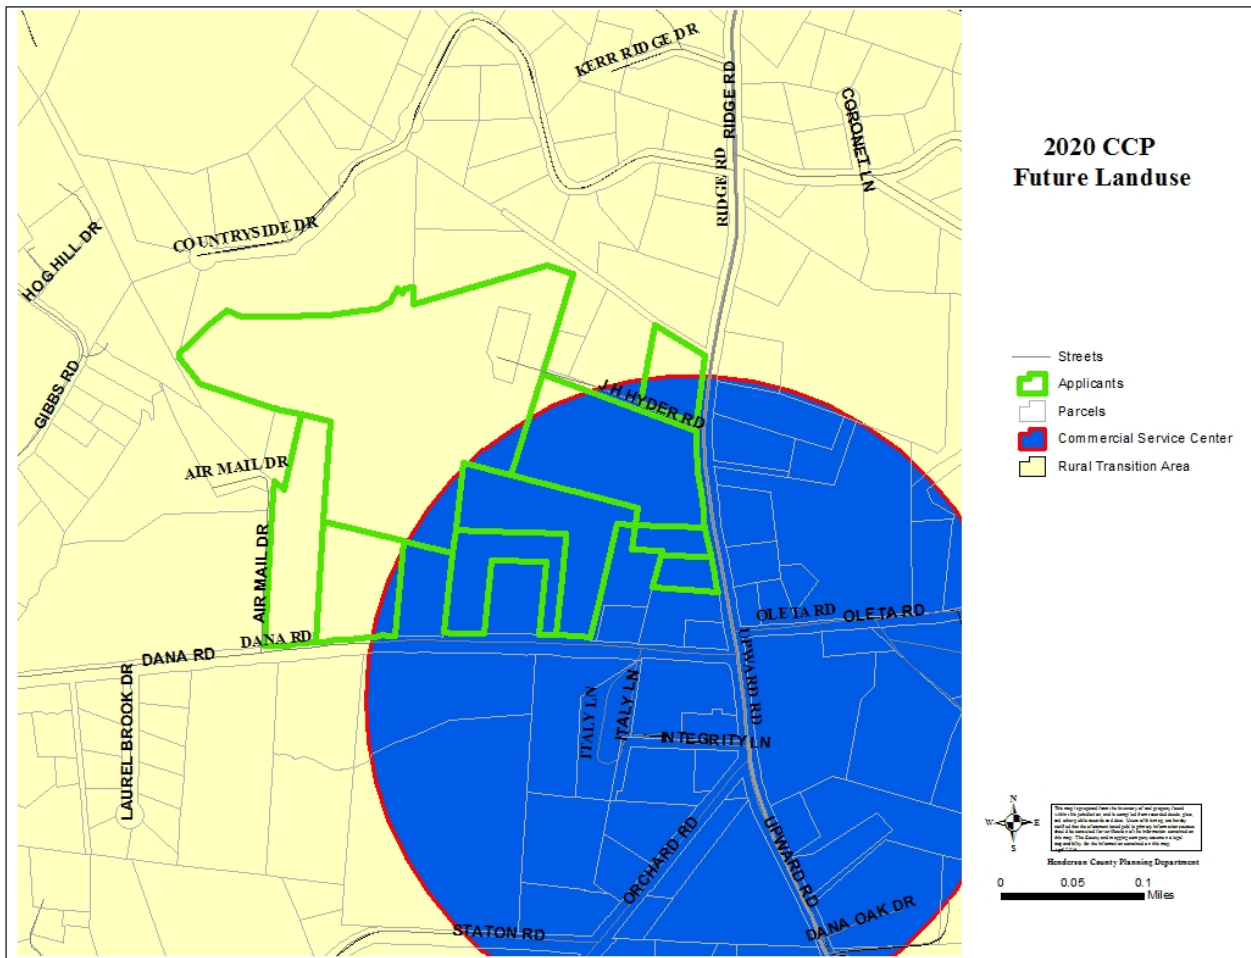 KERR RIDGE DR
RIDGE RD
CORONET LN
2020 CCP
Future Landuse
RIDGE RD
COUNTRYSIDE DR
HOG HILL DR
Streets
Applicants
Parcels
Commercial Service Center
Rural Transition Area
GIBBS RD
J H HYDER RD
AIR MAIL DR
AIR MAIL DR
DANA RD
DANA RD
OLETA RD
OLETA RD
UPWARD RD
LAUREL BROOK DR
ITALY LN
ITALY LN
INTEGRITY LN
ORCHARD RD
UPWARD RD
STATON RD
DANA OAK DR
N
W
E
S
Henderson County Planning Department
0
0.05
0.1
Miles